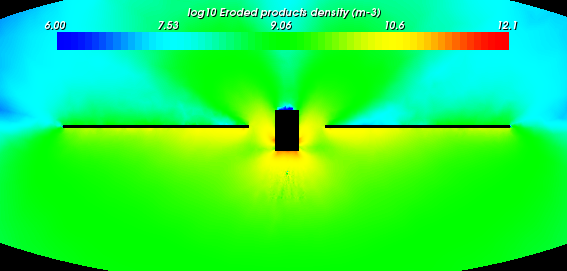 log10 Eroded products density (m-3)
6.00 7.53 9.06 10.6 12.1